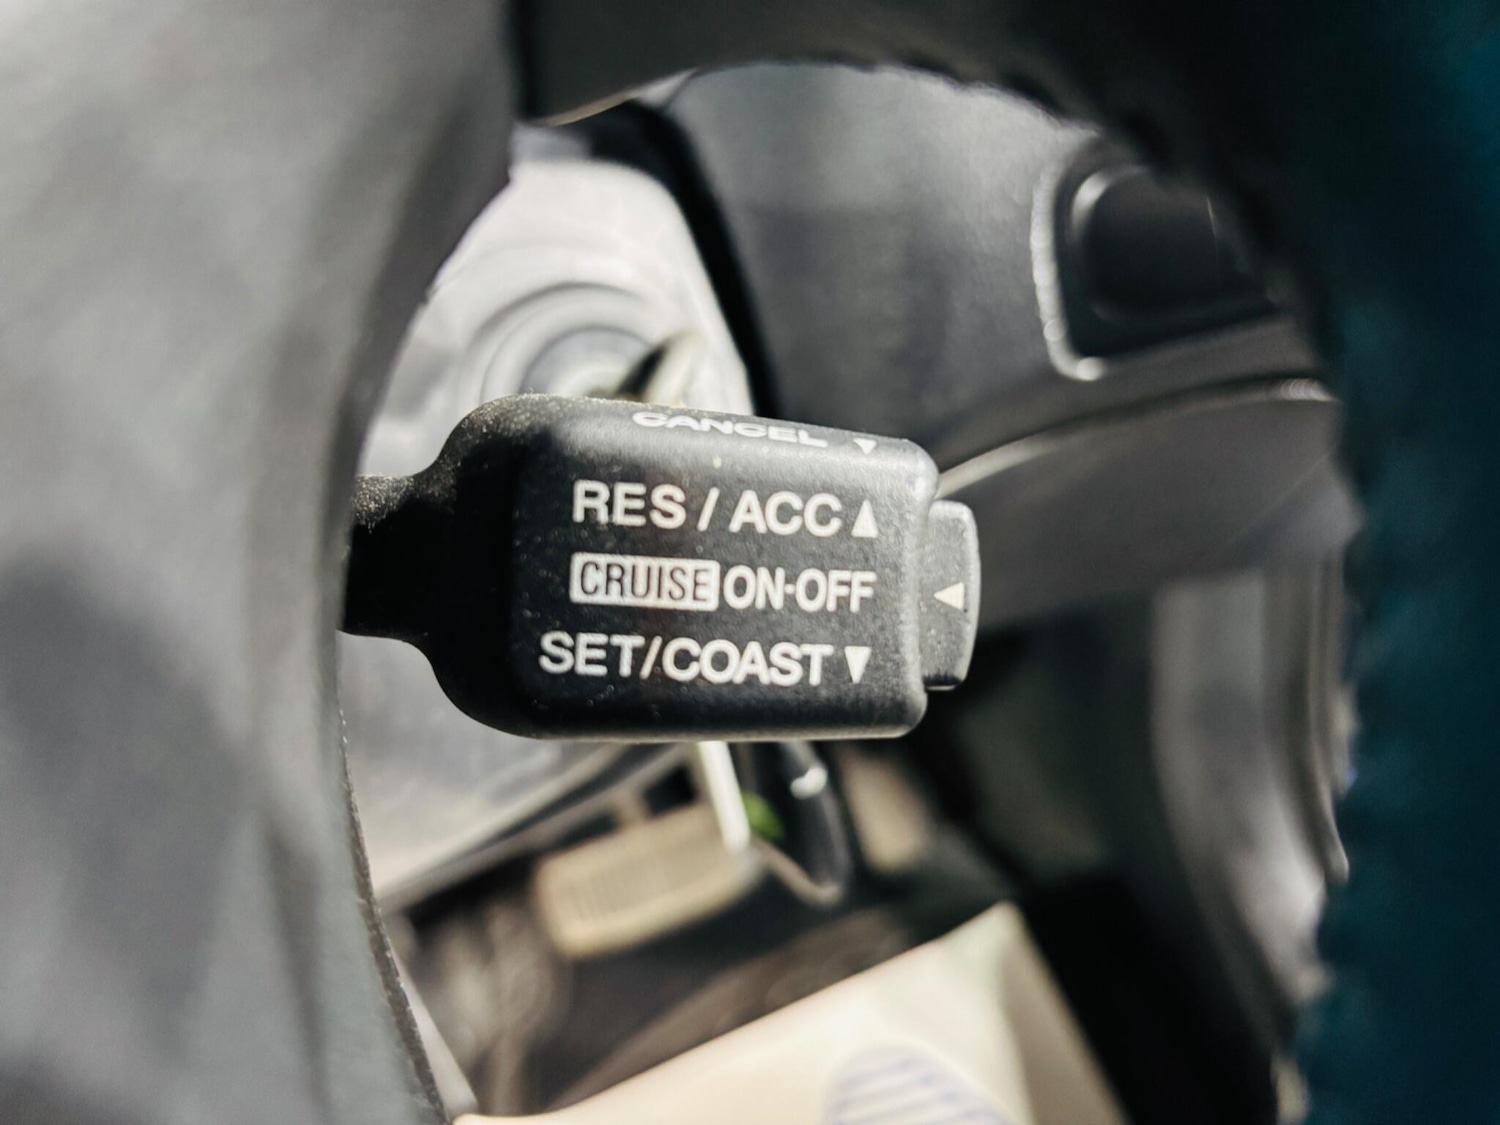 CANCEL ▼
RES / ACC ▲
CRUISE ON-OFF ◀
SET/COAST ▼